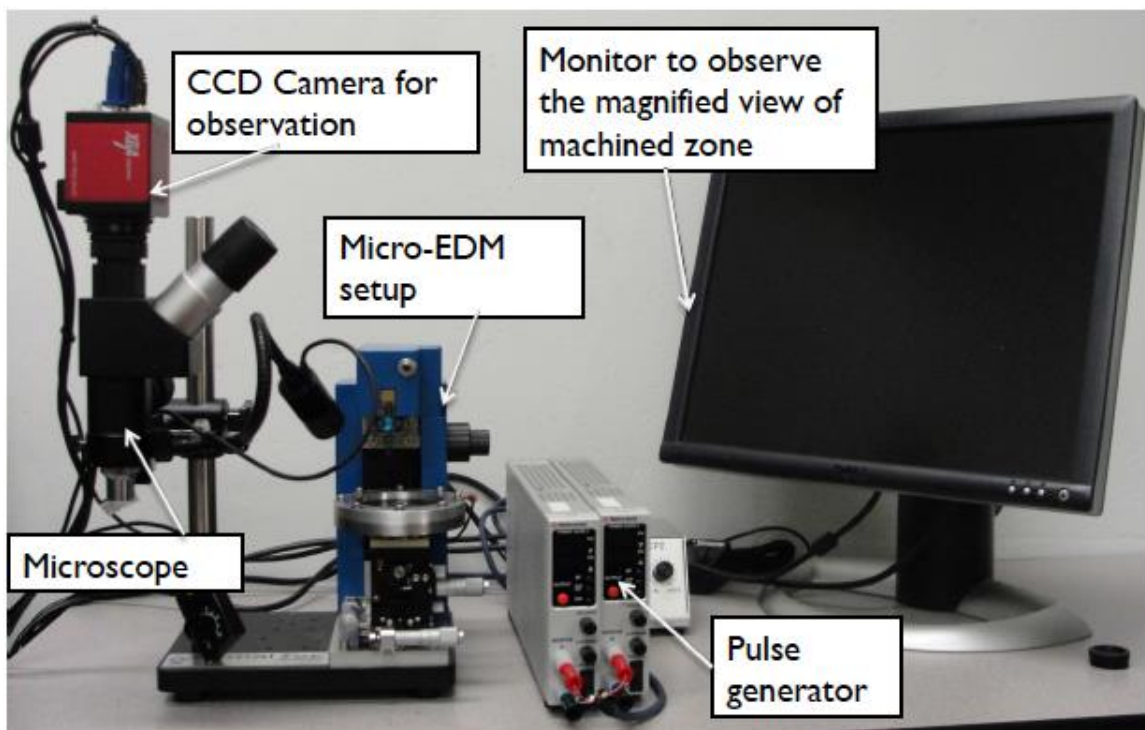 CCD Camera for
observation
Monitor to observe
the magnified view of
machined zone
Micro-EDM
setup
Microscope
Pulse
generator